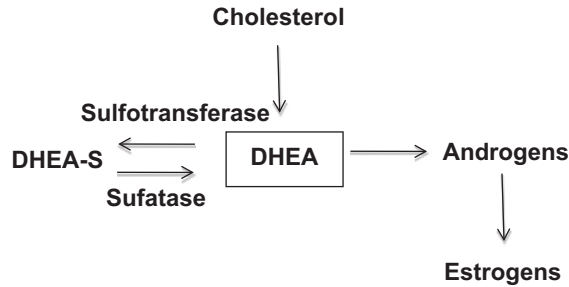 Cholesterol
Sulfotransferase
DHEA-S
DHEA
Androgens
Sufatase
Estrogens